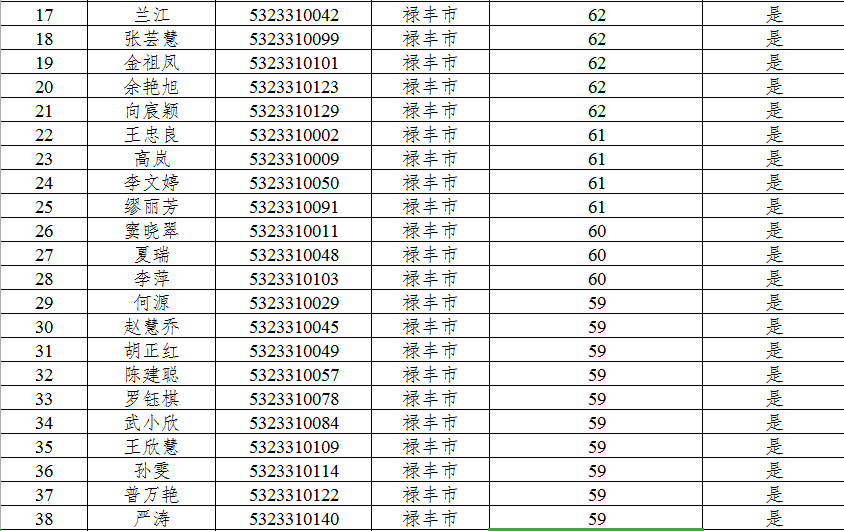 17 兰江 5323310042 禄丰市 62 是
18 张芸慧 5323310099 禄丰市 62 是
19 金祖凤 5323310101 禄丰市 62 是
20 余艳旭 5323310123 禄丰市 62 是
21 向宸颖 5323310129 禄丰市 62 是
22 王忠良 5323310002 禄丰市 61 是
23 高岚 5323310009 禄丰市 61 是
24 李文婷 5323310050 禄丰市 61 是
25 缪丽芳 5323310091 禄丰市 61 是
26 窦晓翠 5323310011 禄丰市 60 是
27 夏瑞 5323310048 禄丰市 60 是
28 李萍 5323310103 禄丰市 60 是
29 何源 5323310029 禄丰市 59 是
30 赵慧乔 5323310045 禄丰市 59 是
31 胡正红 5323310049 禄丰市 59 是
32 陈建聪 5323310057 禄丰市 59 是
33 罗钰棋 5323310078 禄丰市 59 是
34 武小欣 5323310084 禄丰市 59 是
35 王欣慧 5323310109 禄丰市 59 是
36 孙雯 5323310114 禄丰市 59 是
37 普万艳 5323310122 禄丰市 59 是
38 严涛 5323310140 禄丰市 59 是